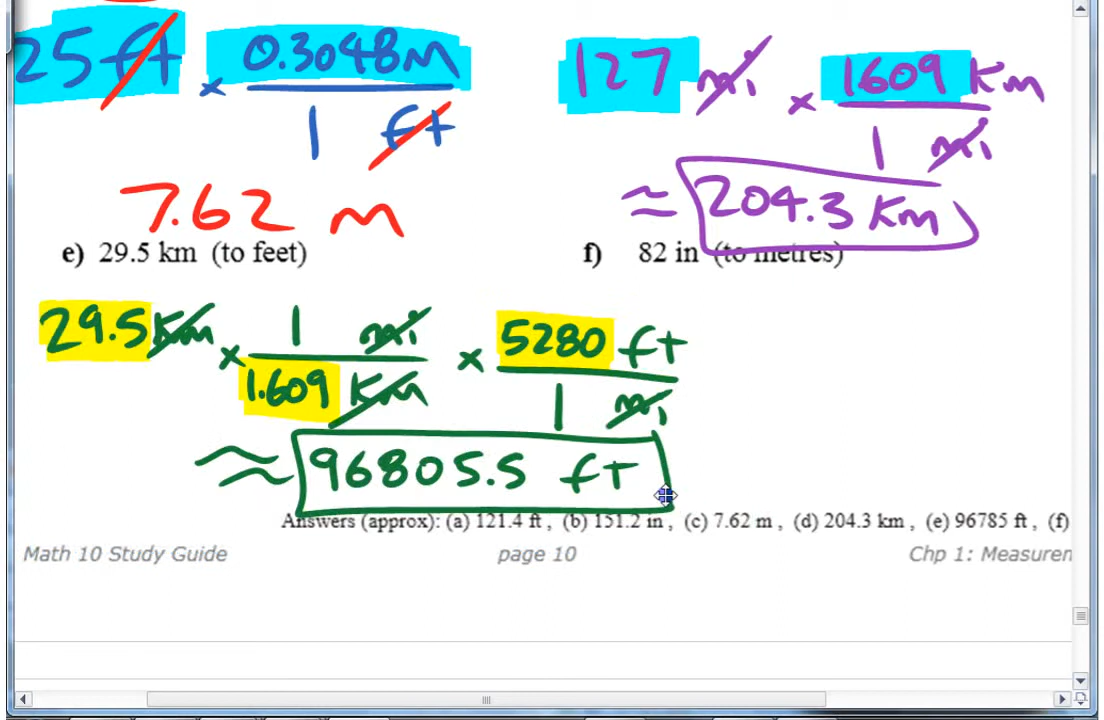 25 ft × 0.3048 m / 1 ft
7.62 m
127 mi × 1609 Km / 1 mi
≈ 204.3 Km
e) 29.5 km (to feet)
f) 82 in (to metres)
29.5 Km × 1 mi / 1.609 Km × 5280 ft / 1 mi
≈ 96805.5 ft
Answers (approx): (a) 121.4 ft , (b) 151.2 in , (c) 7.62 m , (d) 204.3 km , (e) 96785 ft , (f)
Math 10 Study Guide
page 10
Chp 1: Measurem